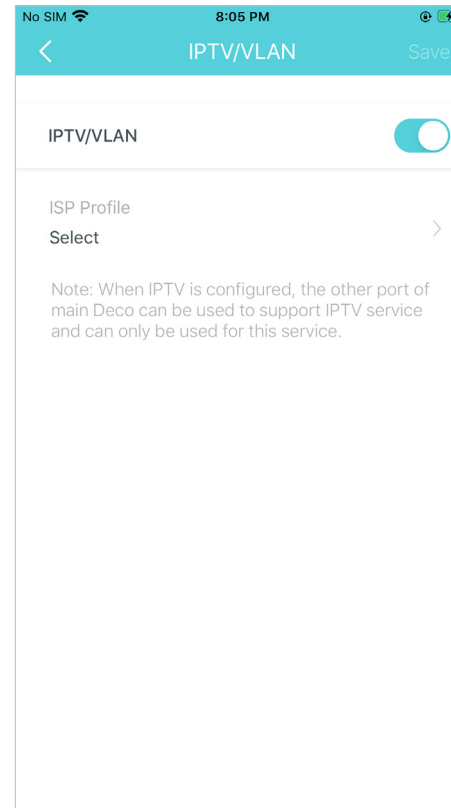 No SIM 8:05 PM
IPTV/VLAN Save
IPTV/VLAN
ISP Profile
Select
Note: When IPTV is configured, the other port of
main Deco can be used to support IPTV service
and can only be used for this service.